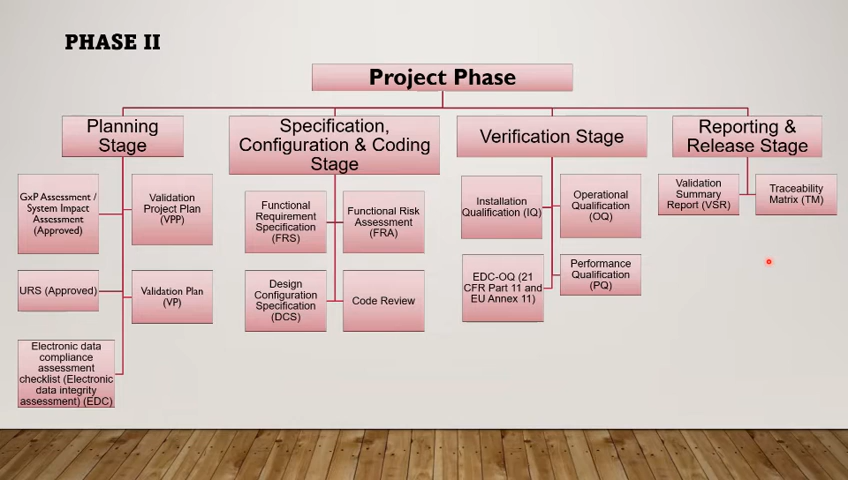 PHASE II
Project Phase
Planning
Stage
GxP Assessment /
System Impact
Assessment
(Approved)
Validation
Project Plan
(VPP)
URS (Approved)
Validation Plan
(VP)
Electronic data
compliance
assessment
checklist (Electronic
data integrity
assessment) (EDC)
Specification,
Configuration & Coding
Stage
Functional
Requirement
Specification
(FRS)
Functional Risk
Assessment
(FRA)
Design
Configuration
Specification
(DCS)
Code Review
Verification Stage
Installation
Qualification (IQ)
Operational
Qualification
(OQ)
EDC-OQ (21
CFR Part 11 and
EU Annex 11)
Performance
Qualification
(PQ)
Reporting &
Release Stage
Validation
Summary
Report (VSR)
Traceability
Matrix (TM)